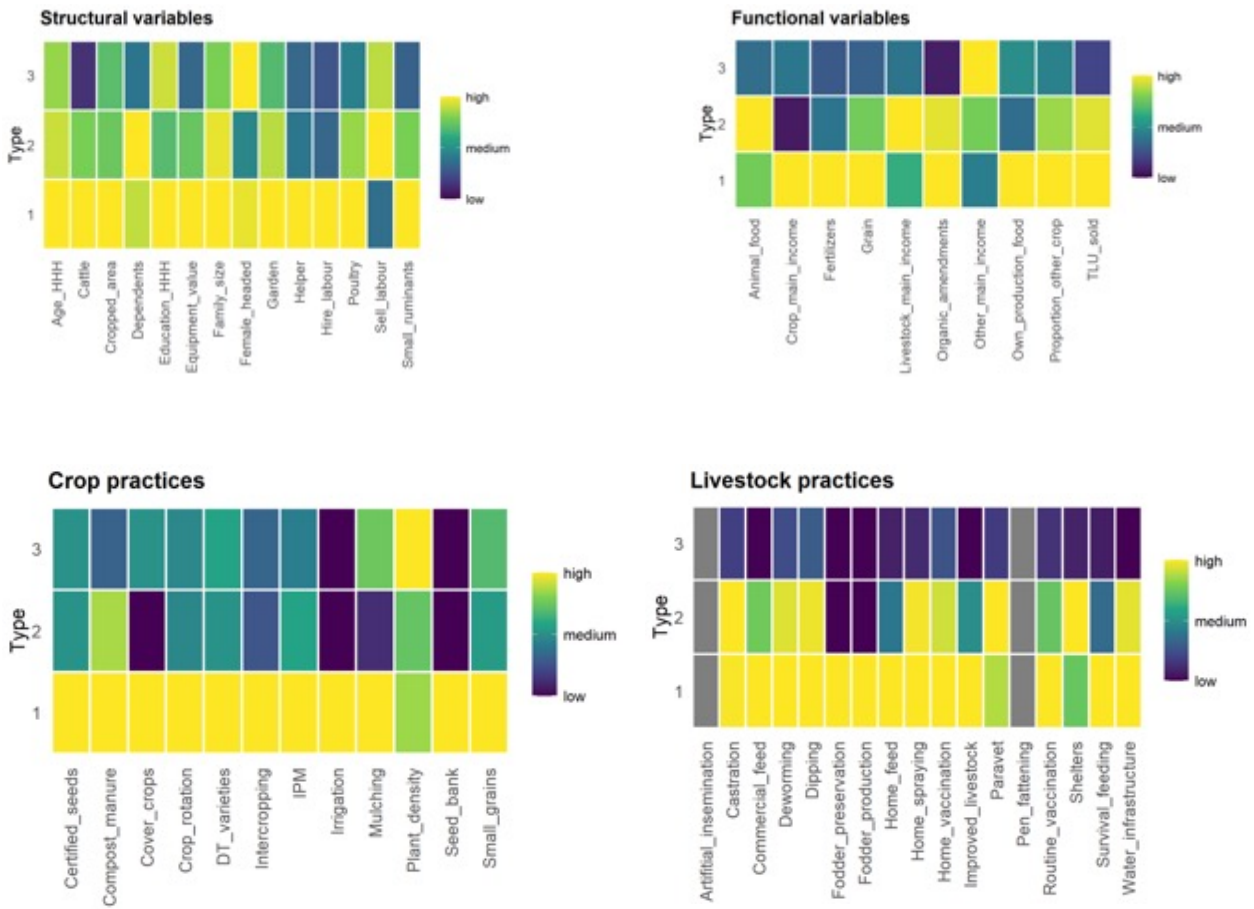 Structural variables
Type
3
2
1
Age_HHH
Cattle
Cropped_area
Dependents
Education_HHH
Equipment_value
Family_size
Female_headed
Garden
Helper
Hire_labour
Poultry
Sell_labour
Small_ruminants
high
medium
low
Functional variables
Type
3
2
1
Animal_food
Crop_main_income
Fertilizers
Grain
Livestock_main_income
Organic_amendments
Other_main_income
Own_production_food
Proportion_other_crop
TLU_sold
high
medium
low
Crop practices
Type
3
2
1
Certified_seeds
Compost_manure
Cover_crops
Crop_rotation
DT_varieties
Intercropping
IPM
Irrigation
Mulching
Plant_density
Seed_bank
Small_grains
high
medium
low
Livestock practices
Type
3
2
1
Artifitial_insemination
Castration
Commercial_feed
Deworming
Dipping
Fodder_preservation
Fodder_production
Home_feed
Home_spraying
Home_vaccination
Improved_livestock
Paravet
Pen_fattening
Routine_vaccination
Shelters
Survival_feeding
Water_infrastructure
high
medium
low